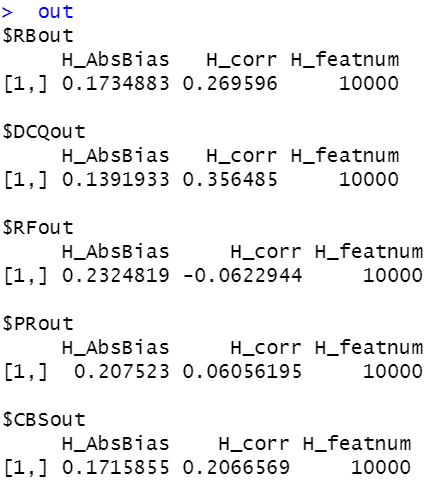 >  out
$RBout
     H_AbsBias   H_corr H_featnum
[1,] 0.1734883 0.269596     10000

$DCQout
     H_AbsBias   H_corr H_featnum
[1,] 0.1391933 0.356485     10000

$RFout
     H_AbsBias     H_corr H_featnum
[1,] 0.2324819 -0.0622944     10000

$PRout
     H_AbsBias     H_corr H_featnum
[1,]  0.207523 0.06056195     10000

$CBSout
     H_AbsBias    H_corr H_featnum
[1,] 0.1715855 0.2066569     10000